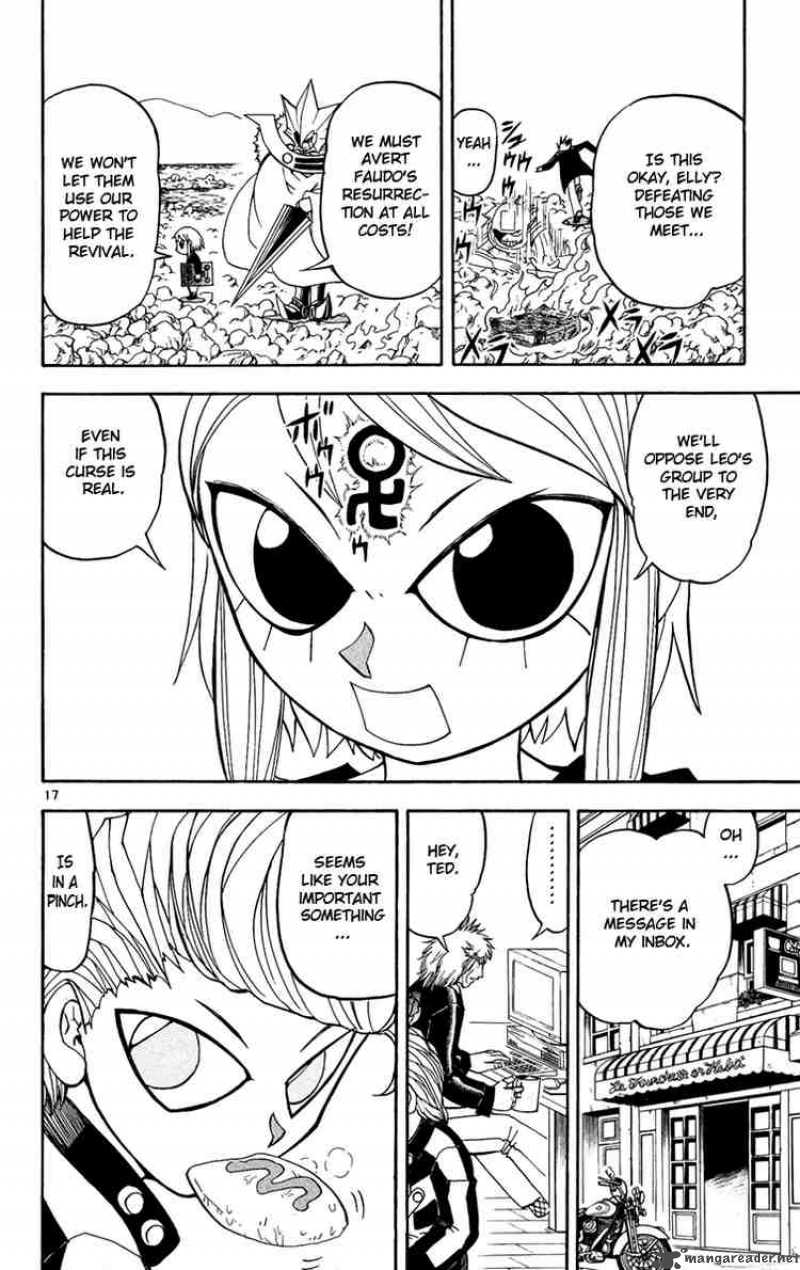 IS THIS
OKAY, ELLY?
DEFEATING
THOSE WE
MEET...
YEAH
...
WE MUST
AVERT
FAUDO'S
RESURREC-
TION AT ALL
COSTS!
WE WON'T
LET THEM
USE OUR
POWER TO
HELP THE
REVIVAL.
WE'LL
OPPOSE LEO'S
GROUP TO
THE VERY
END,
EVEN
IF THIS
CURSE IS
REAL.
17
OH
...
THERE'S A
MESSAGE IN
MY INBOX.
.........
HEY,
TED.
SEEMS
LIKE YOUR
IMPORTANT
SOMETHING
...
IS
IN A
PINCH.
mangareader.net